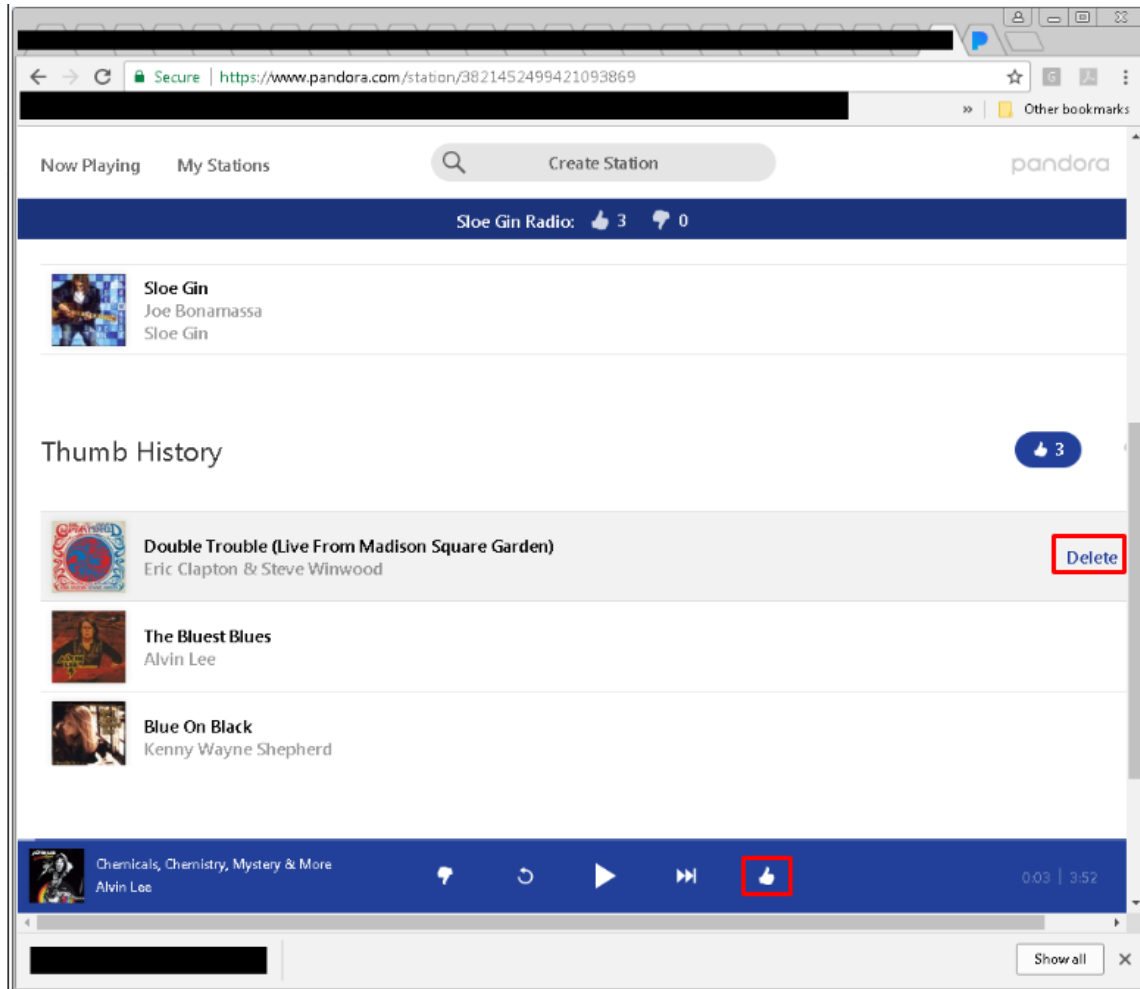 Secure | https://www.pandora.com/station/3821452499421093869
Other bookmarks
Now Playing My Stations Create Station pandora
Sloe Gin Radio: 3 0
Sloe Gin
Joe Bonamassa
Sloe Gin
Thumb History 3
Double Trouble (Live From Madison Square Garden)
Eric Clapton & Steve Winwood
Delete
The Bluest Blues
Alvin Lee
Blue On Black
Kenny Wayne Shepherd
Chemicals, Chemistry, Mystery & More
Alvin Lee
0:03 | 3:52
Show all